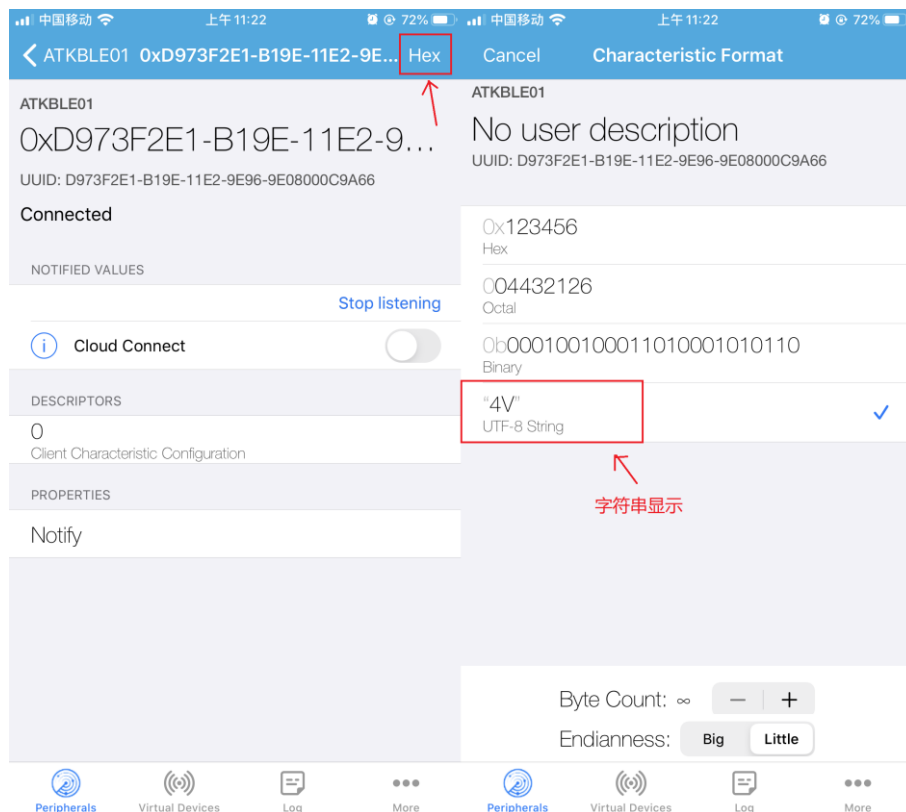 中国移动 上午11:22 72%
ATKBLE01 0xD973F2E1-B19E-11E2-9E... Hex
ATKBLE01
0xD973F2E1-B19E-11E2-9...
UUID: D973F2E1-B19E-11E2-9E96-9E08000C9A66
Connected
NOTIFIED VALUES
Stop listening
Cloud Connect
DESCRIPTORS
0
Client Characteristic Configuration
PROPERTIES
Notify
Peripherals Virtual Devices Log More
中国移动 上午11:22 72%
Cancel Characteristic Format
ATKBLE01
No user description
UUID: D973F2E1-B19E-11E2-9E96-9E08000C9A66
0x123456
Hex
004432126
Octal
0b000100100011010001010110
Binary
“4V”
UTF-8 String
字符串显示
Byte Count: ∞ − +
Endianness: Big Little
Peripherals Virtual Devices Log More